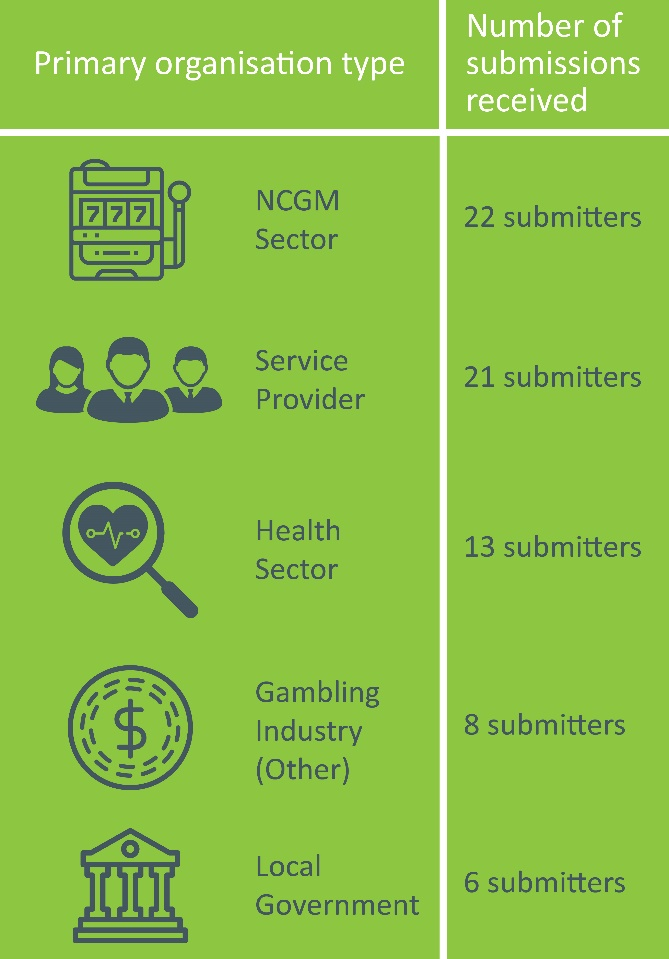 Primary organisation type
Number of
submissions
received
777
NCGM
Sector
22 submitters
Service
Provider
21 submitters
Health
Sector
13 submitters
$
Gambling
Industry
(Other)
8 submitters
Local
Government
6 submitters